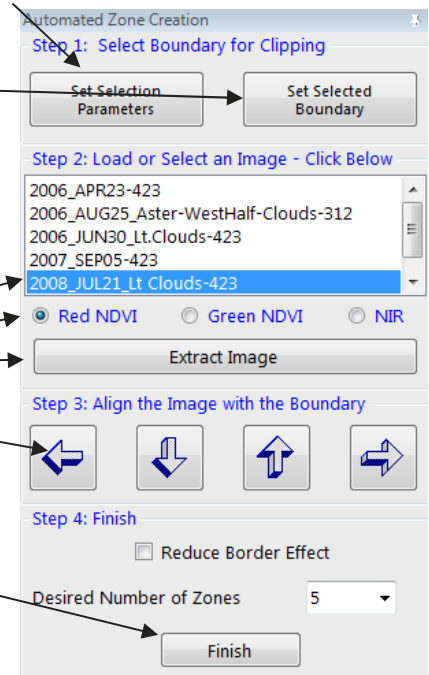 Automated Zone Creation
Step 1: Select Boundary for Clipping
Set Selection
Parameters
Set Selected
Boundary
Step 2: Load or Select an Image - Click Below
2006_APR23-423
2006_AUG25_Aster-WestHalf-Clouds-312
2006_JUN30_Lt.Clouds-423
2007_SEP05-423
2008_JUL21_Lt Clouds-423
Red NDVI Green NDVI NIR
Extract Image
Step 3: Align the Image with the Boundary
Step 4: Finish
Reduce Border Effect
Desired Number of Zones 5
Finish